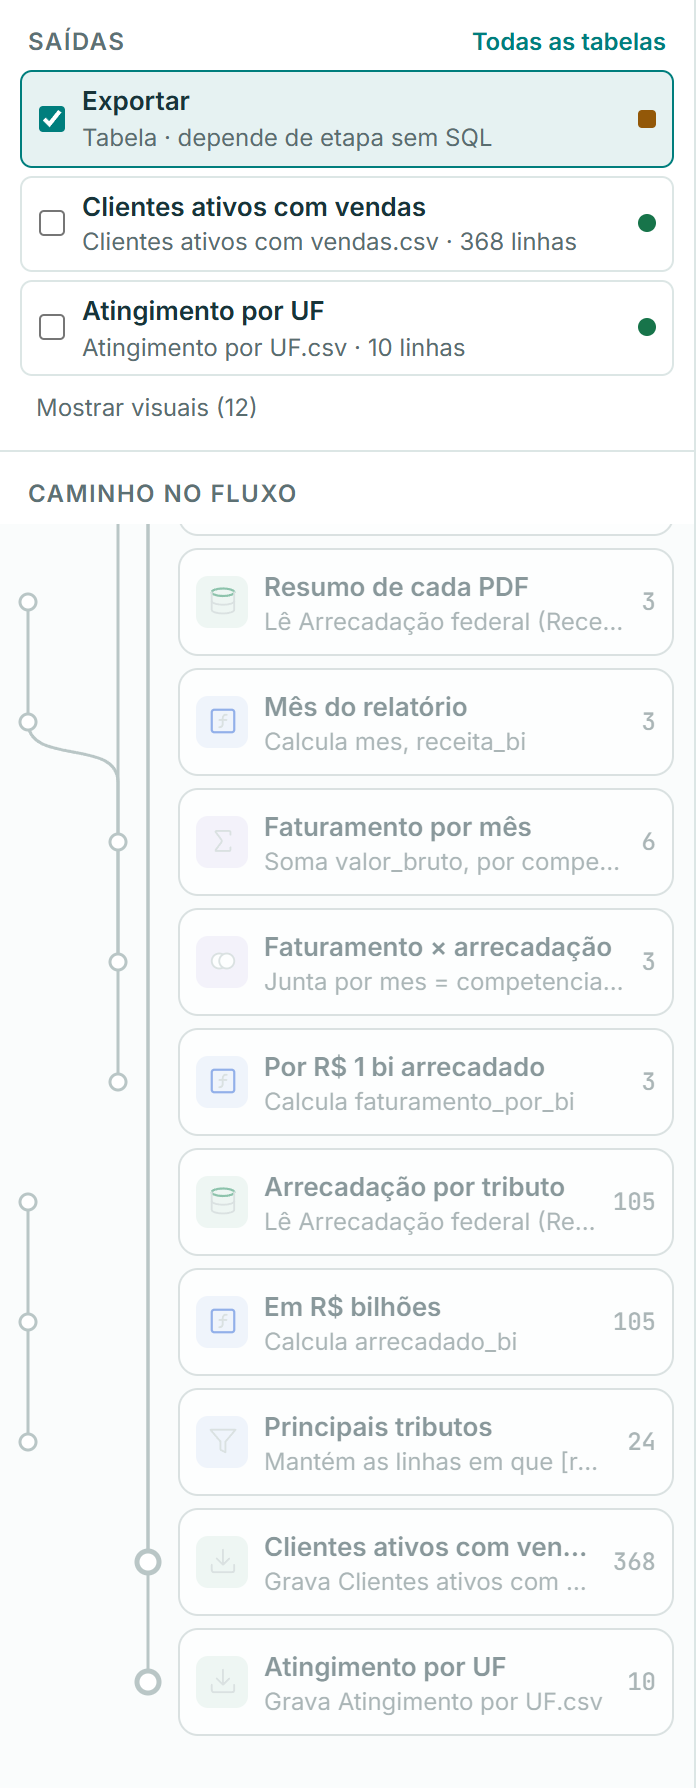 SAÍDAS
Todas as tabelas
Exportar
Tabela · depende de etapa sem SQL
Clientes ativos com vendas
Clientes ativos com vendas.csv · 368 linhas
Atingimento por UF
Atingimento por UF.csv · 10 linhas
Mostrar visuais (12)
CAMINHO NO FLUXO
Resumo de cada PDF
3
Lê Arrecadação federal (Rece...
Mês do relatório
3
Calcula mes, receita_bi
Faturamento por mês
6
Soma valor_bruto, por compe...
Faturamento × arrecadação
3
Junta por mes = competencia...
Por R$ 1 bi arrecadado
3
Calcula faturamento_por_bi
Arrecadação por tributo
105
Lê Arrecadação federal (Re...
Em R$ bilhões
105
Calcula arrecadado_bi
Principais tributos
24
Mantém as linhas em que [r...
Clientes ativos com ven...
368
Grava Clientes ativos com ...
Atingimento por UF
10
Grava Atingimento por UF.csv